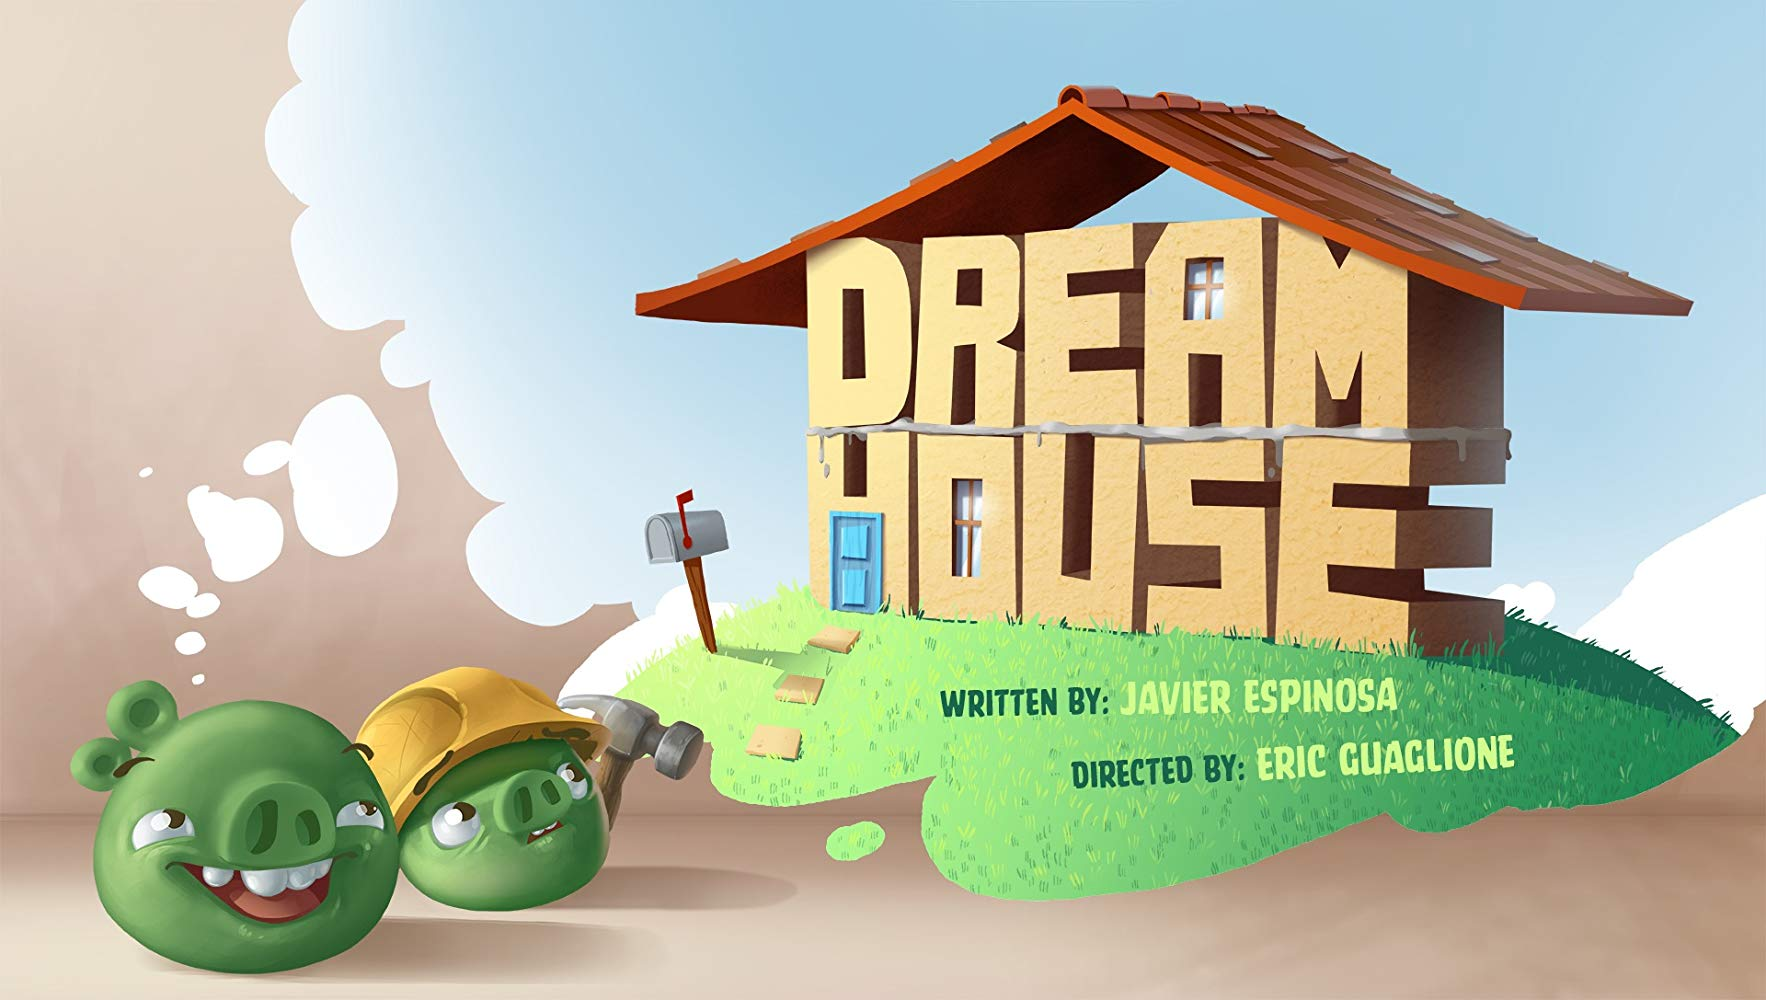 DREAM
HOUSE
WRITTEN BY: JAVIER ESPINOSA
DIRECTED BY: ERIC GUAGLIONE